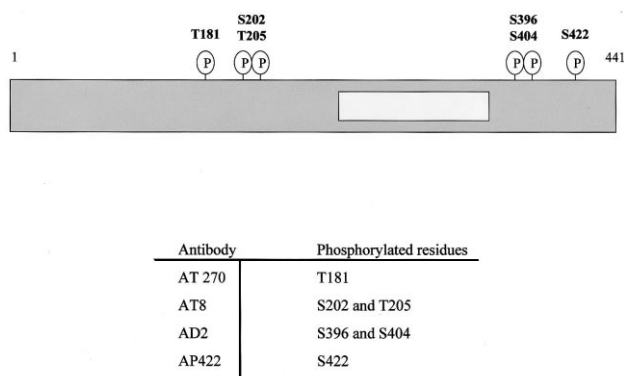 S202 S396
T181 T205 S404 S422
1 441
P P P P P P
Antibody Phosphorylated residues
AT 270 T181
AT8 S202 and T205
AD2 S396 and S404
AP422 S422